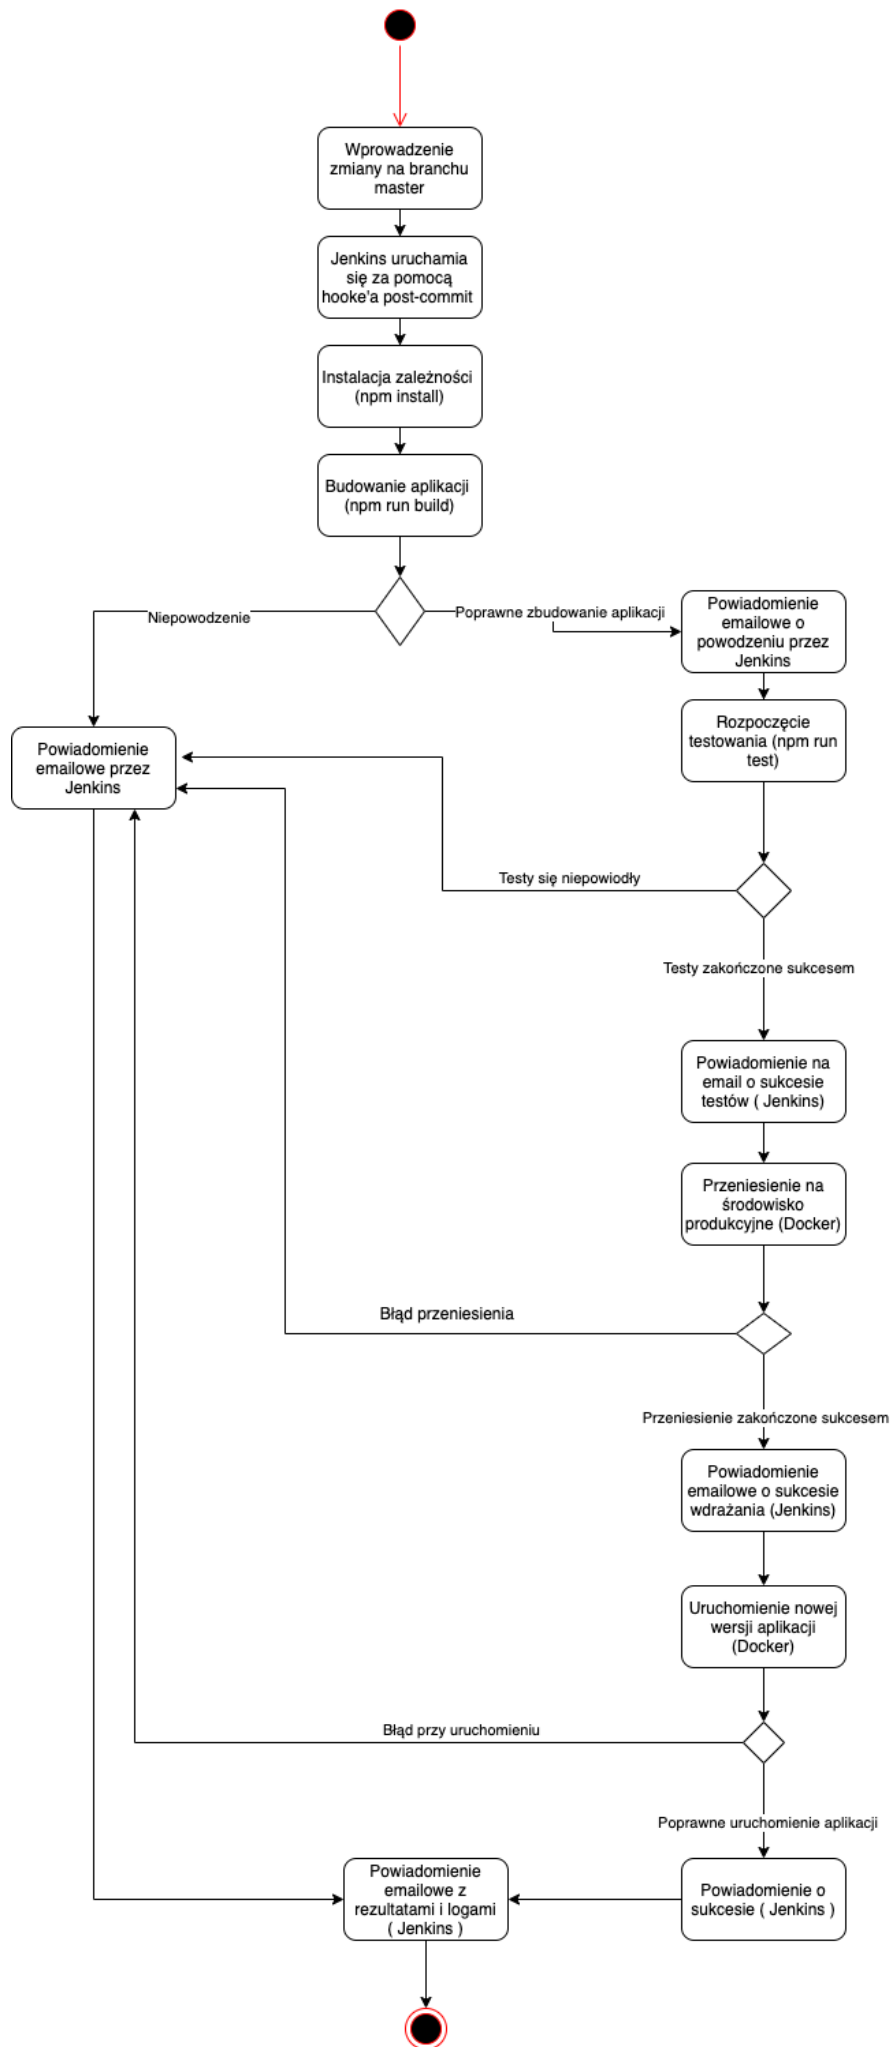 Wprowadzenie
zmiany na branchu
master
Jenkins uruchamia
się za pomocą
hooke'a post-commit
Instalacja zależności
(npm install)
Budowanie aplikacji
(npm run build)
Niepowodzenie
Poprawne zbudowanie aplikacji
Powiadomienie
emailowe o
powodzeniu przez
Jenkins
Rozpoczęcie
testowania (npm run
test)
Powiadomienie
emailowe przez
Jenkins
Testy się niepowiodły
Testy zakończone sukcesem
Powiadomienie na
email o sukcesie
testów ( Jenkins)
Przeniesienie na
środowisko
produkcyjne (Docker)
Błąd przeniesienia
Przeniesienie zakończone sukcesem
Powiadomienie
emailowe o sukcesie
wdrażania (Jenkins)
Uruchomienie nowej
wersji aplikacji
(Docker)
Błąd przy uruchomieniu
Poprawne uruchomienie aplikacji
Powiadomienie
emailowe z
rezultatami i logami
( Jenkins )
Powiadomienie o
sukcesie ( Jenkins )